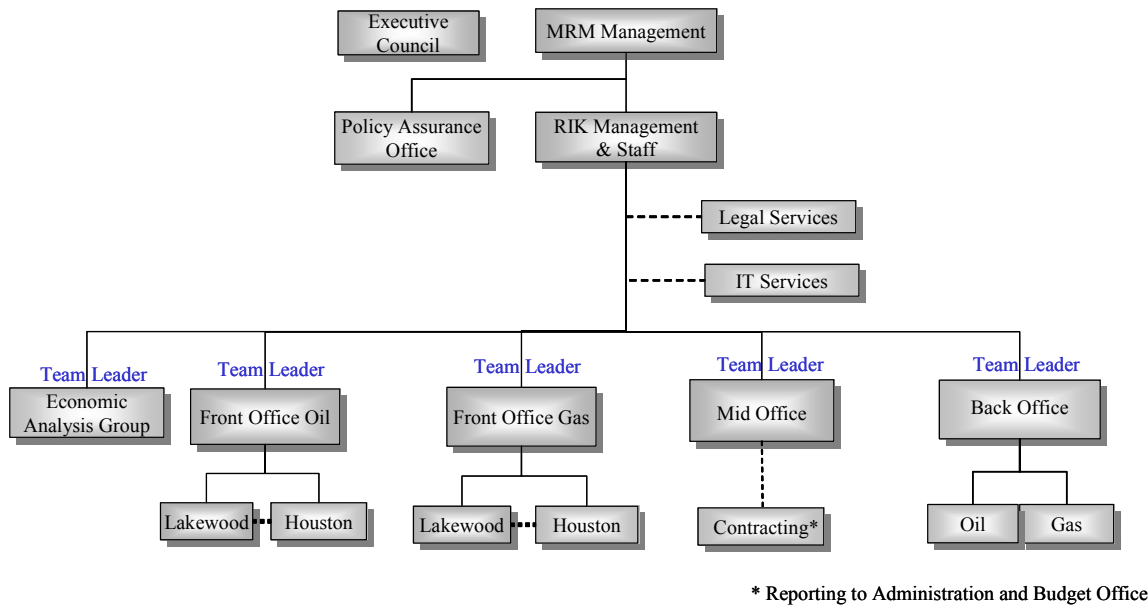 Executive
Council
MRM Management
Policy Assurance
Office
RIK Management
& Staff
Legal Services
IT Services
Team Leader
Economic
Analysis Group
Team Leader
Front Office Oil
Lakewood
Houston
Team Leader
Front Office Gas
Lakewood
Houston
Team Leader
Mid Office
Contracting*
Team Leader
Back Office
Oil
Gas
* Reporting to Administration and Budget Office